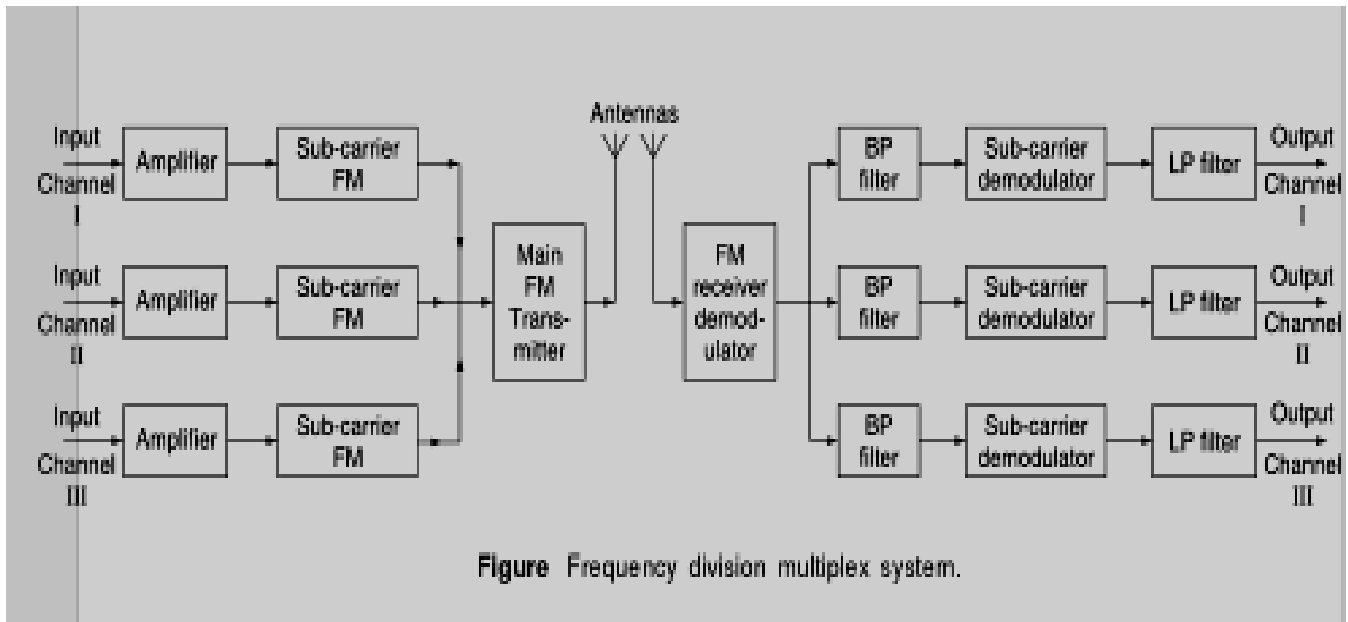 Antennas
Input
Channel
I
Amplifier
Sub-carrier
FM
Input
Channel
II
Amplifier
Sub-carrier
FM
Input
Channel
III
Amplifier
Sub-carrier
FM
Main
FM
Trans-
mitter
FM
receiver
demod-
ulator
BP
filter
Sub-carrier
demodulator
LP filter
Output
Channel
I
BP
filter
Sub-carrier
demodulator
LP filter
Output
Channel
II
BP
filter
Sub-carrier
demodulator
LP filter
Output
Channel
III
Figure Frequency division multiplex system.